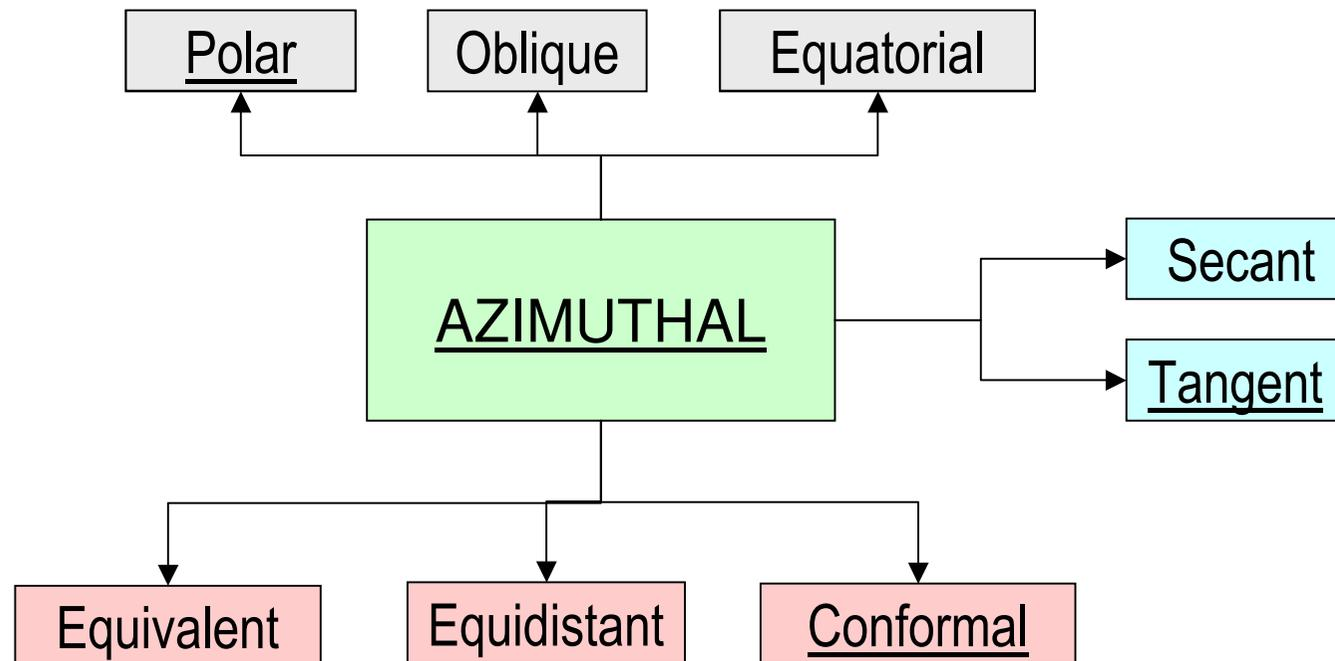 Polar
Oblique
Equatorial
AZIMUTHAL
Secant
Tangent
Equivalent
Equidistant
Conformal